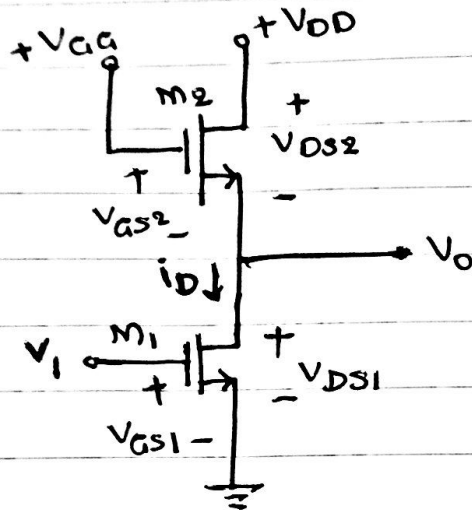 +VGG
+VDD
M2
+
VDS2
-
+
VGS2 -
Vo
iD↓
V1
M1
+
VDS1
-
+
VGS1 -